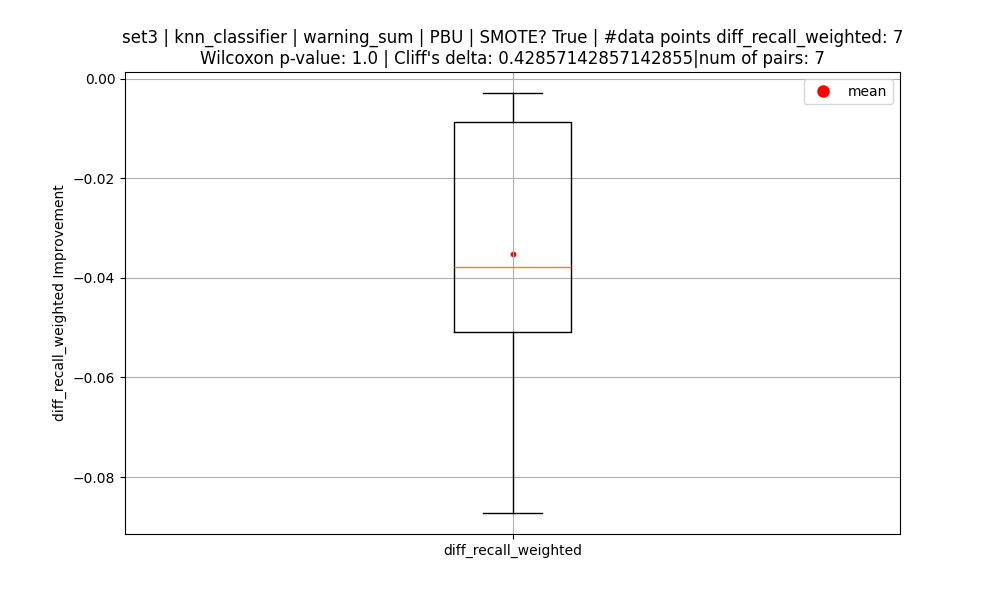 set3 | knn_classifier | warning_sum | PBU | SMOTE? True | #data points diff_recall_weighted: 7
Wilcoxon p-value: 1.0 | Cliff's delta: 0.42857142857142855|num of pairs: 7
mean
0.00
−0.02
−0.04
−0.06
−0.08
diff_recall_weighted Improvement
diff_recall_weighted